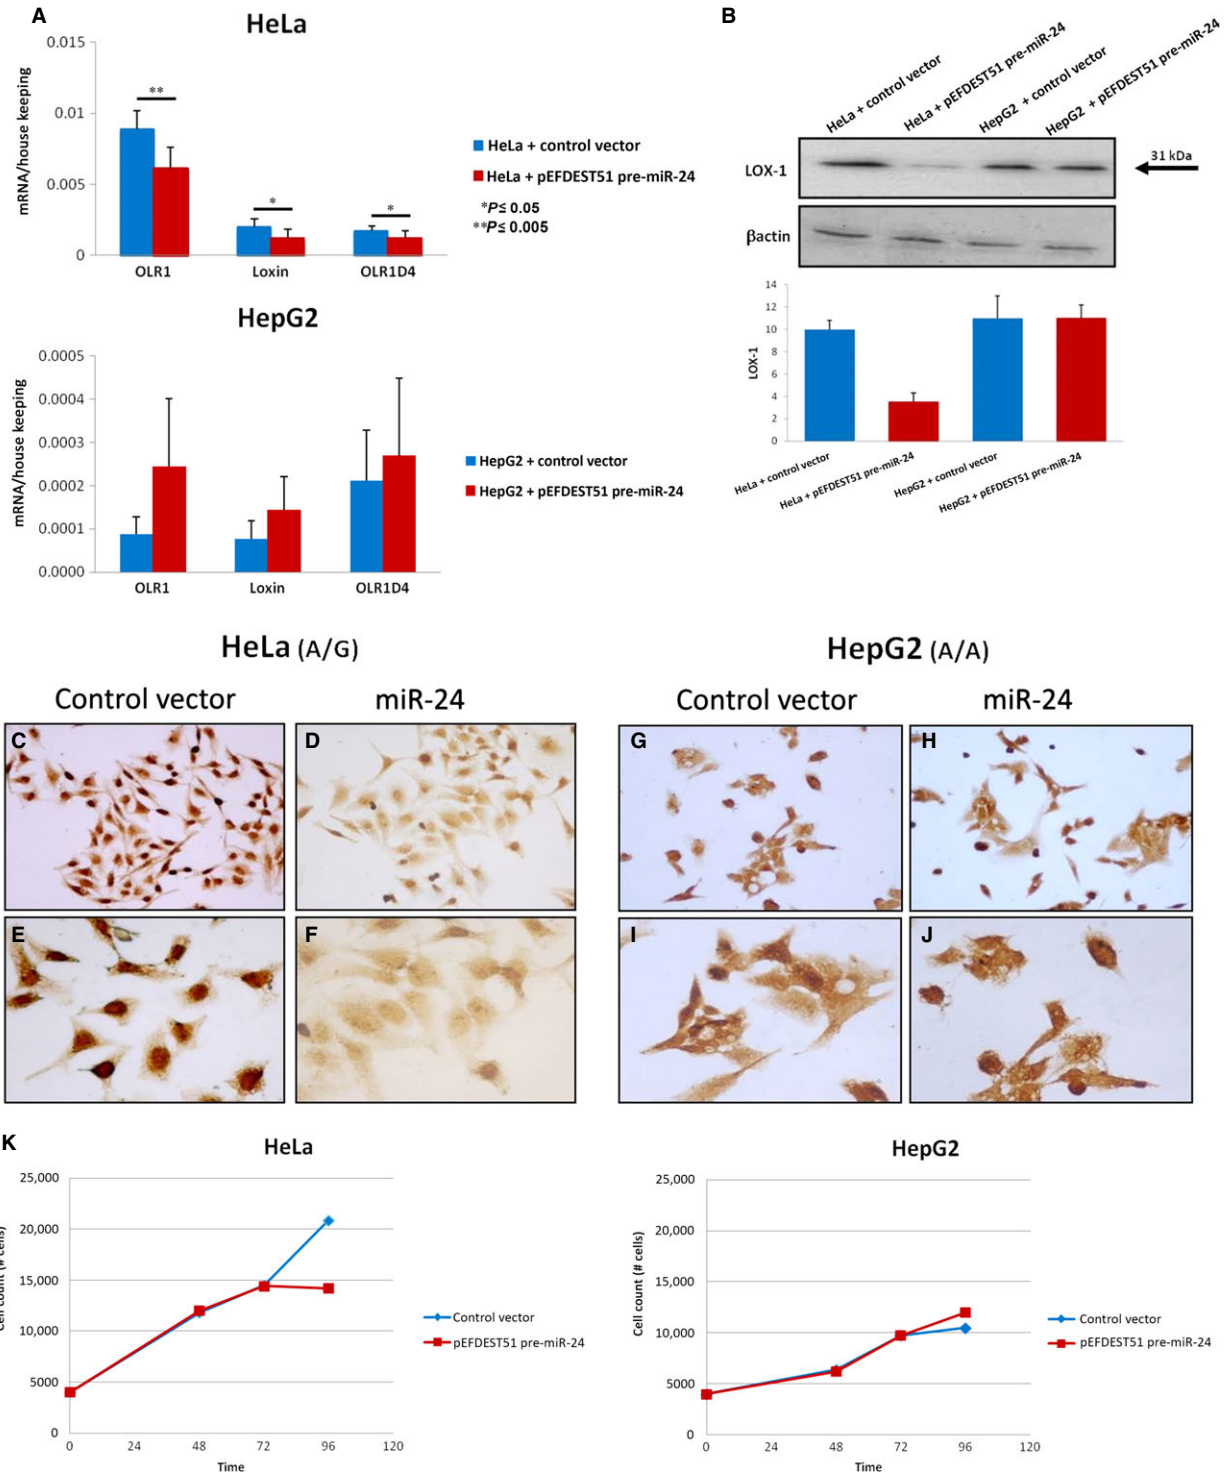 A
HeLa
mRNA/house keeping
0.015
0.01
0.005
0
**
*
*
OLR1
Loxin
OLR1D4
HeLa + control vector
HeLa + pEFDEST51 pre-miR-24
*P≤ 0.05
**P≤ 0.005
HepG2
mRNA/house keeping
0.0005
0.0004
0.0003
0.0002
0.0001
0.0000
OLR1
Loxin
OLR1D4
HepG2 + control vector
HepG2 + pEFDEST51 pre-miR-24
B
HeLa + control vector
HeLa + pEFDEST51 pre-miR-24
HepG2 + control vector
HepG2 + pEFDEST51 pre-miR-24
LOX-1
31 kDa
βactin
LOX-1
14
12
10
8
6
4
2
0
HeLa + control vector
HeLa + pEFDEST51 pre-miR-24
HepG2 + control vector
HepG2 + pEFDEST51 pre-miR-24
HeLa (A/G)
Control vector
miR-24
C
D
E
F
HepG2 (A/A)
Control vector
miR-24
G
H
I
J
K
HeLa
Cell count (# cells)
25,000
20,000
15,000
10,000
5000
0
0
24
48
72
96
120
Time
Control vector
pEFDEST51 pre-miR-24
HepG2
Cell count (# cells)
25,000
20,000
15,000
10,000
5000
0
0
24
48
72
96
120
Time
Control vector
pEFDEST51 pre-miR-24